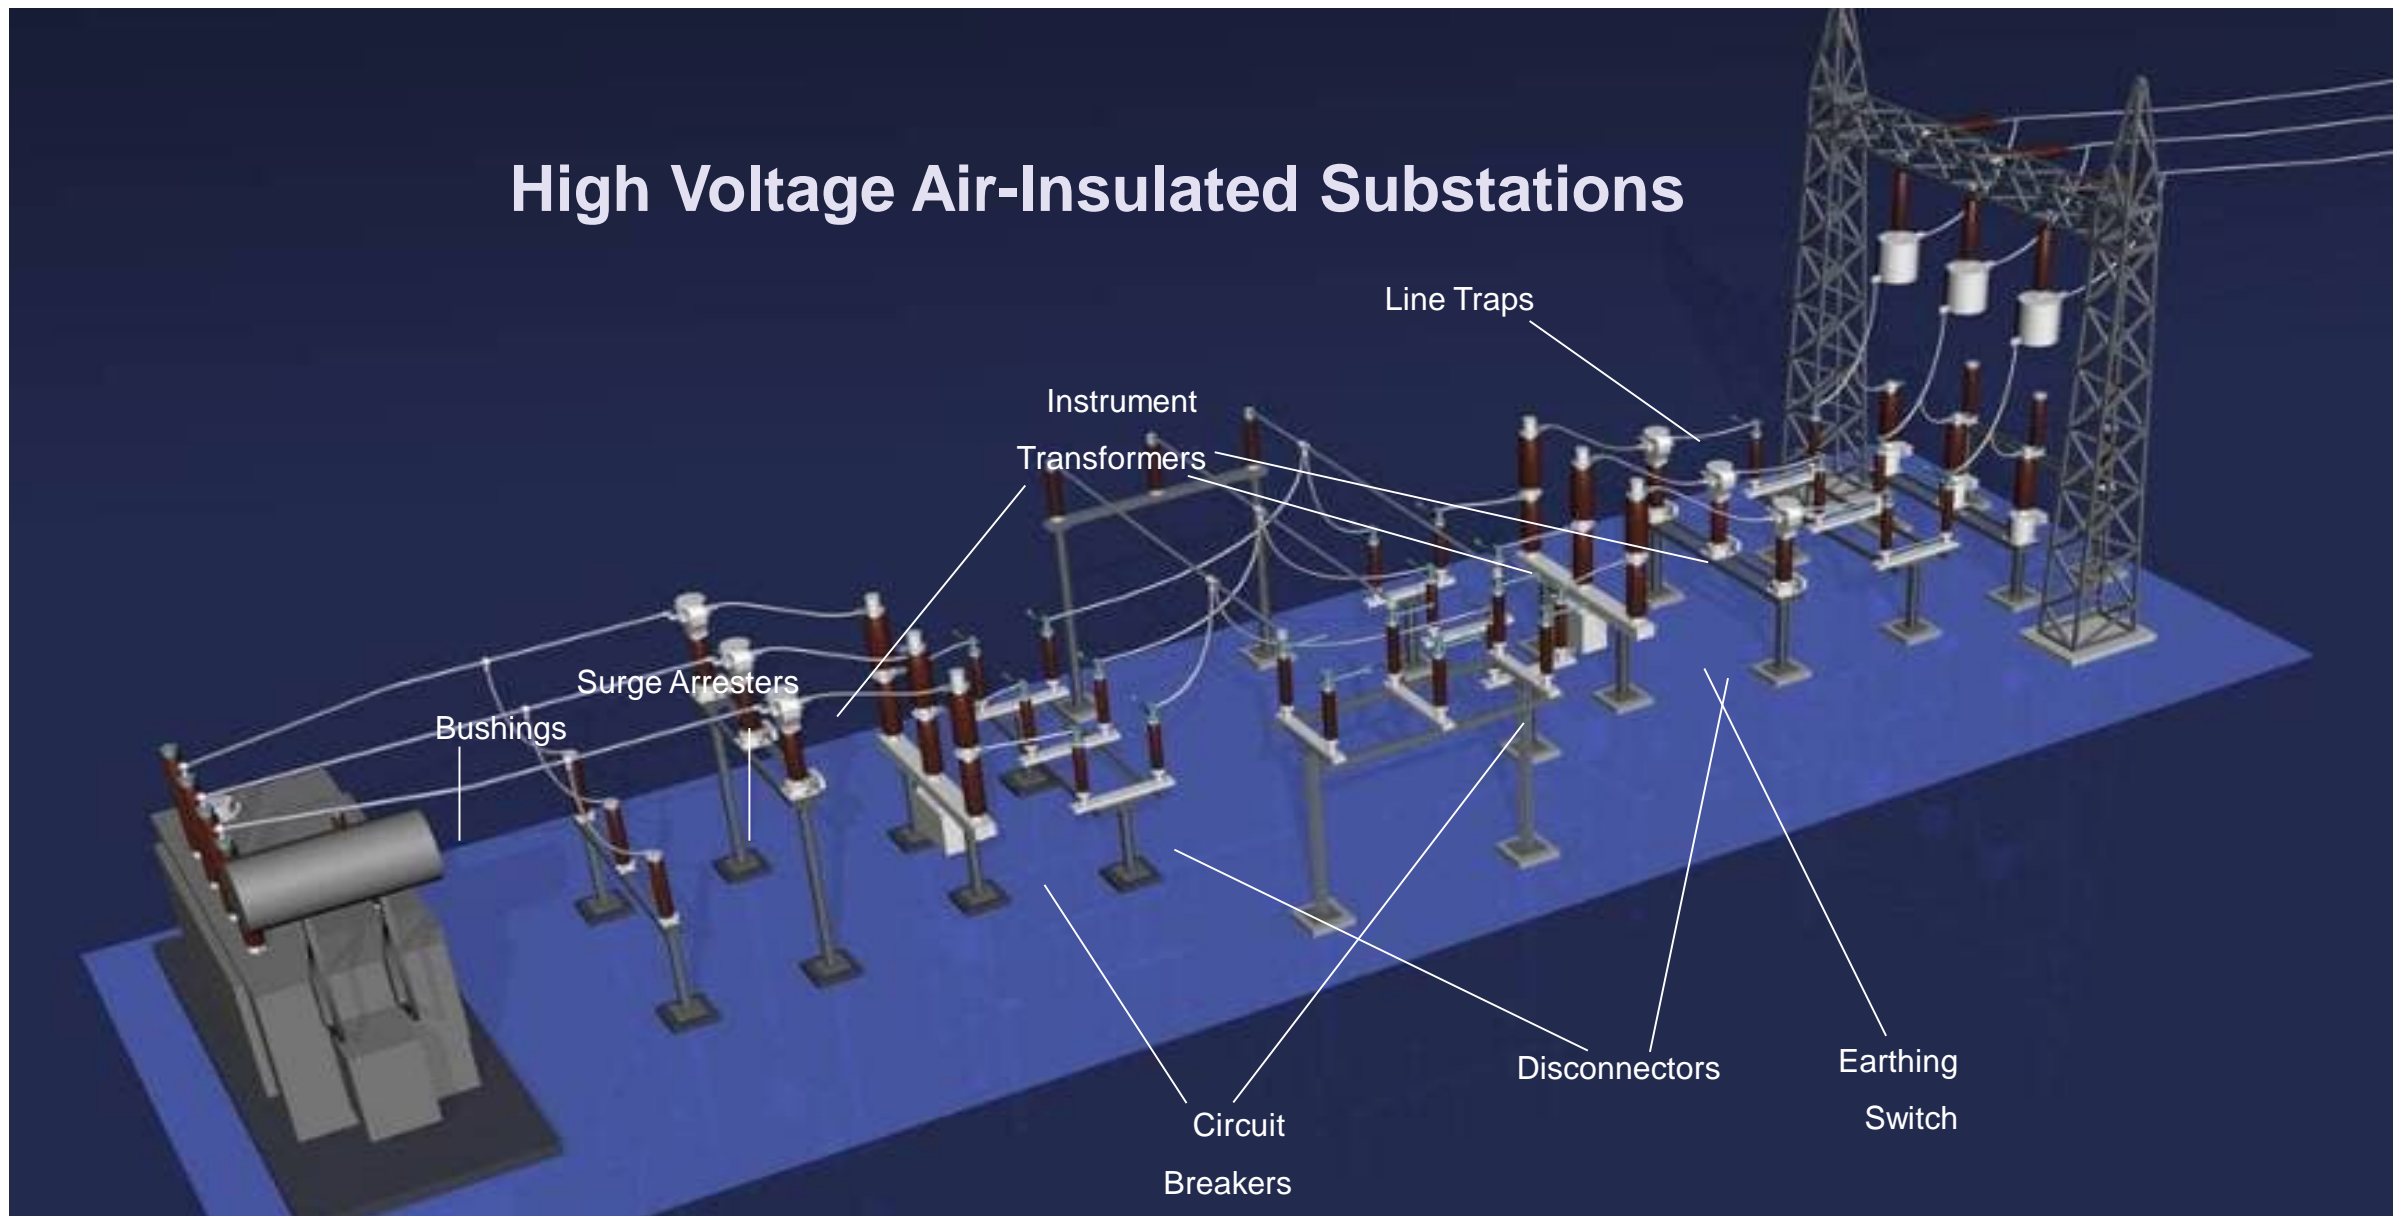 High Voltage Air-Insulated Substations
Line Traps
Instrument
Transformers
Surge Arresters
Bushings
Disconnectors
Earthing
Switch
Circuit
Breakers